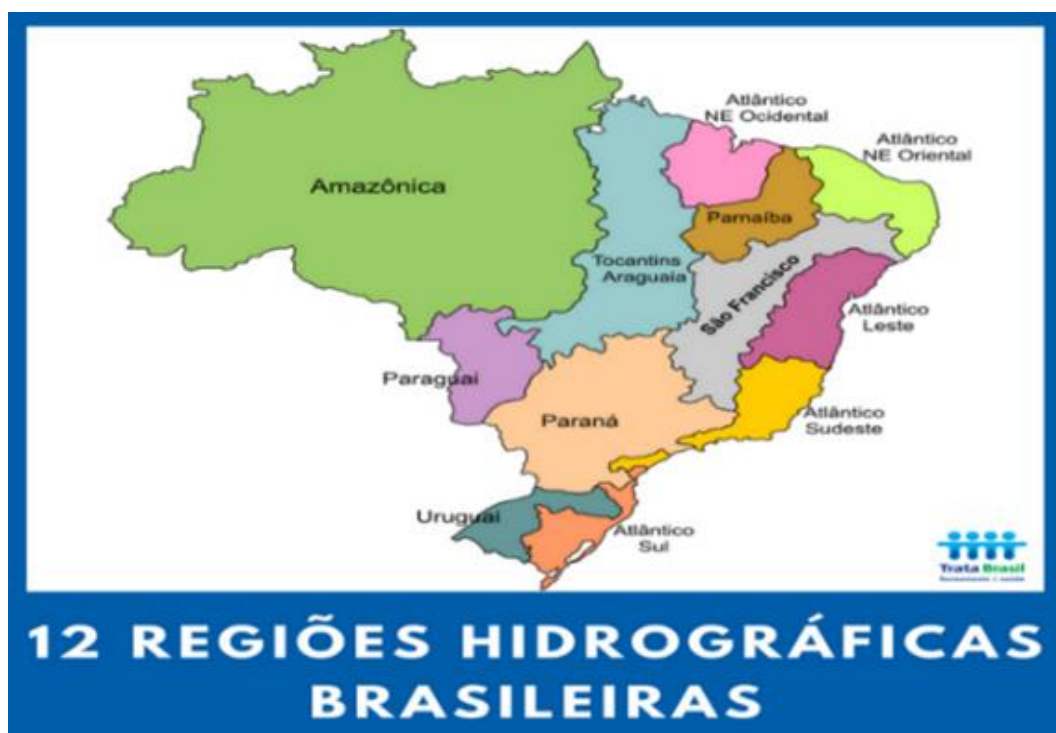 Atlântico
NE Ocidental
Atlântico
NE Oriental
Amazônica
Parnaíba
Tocantins
Araguaia
São Francisco
Atlântico
Leste
Paraguai
Paraná
Atlântico
Sudeste
Uruguai
Atlântico
Sul
Trata Brasil
12 REGIÕES HIDROGRÁFICAS
BRASILEIRAS